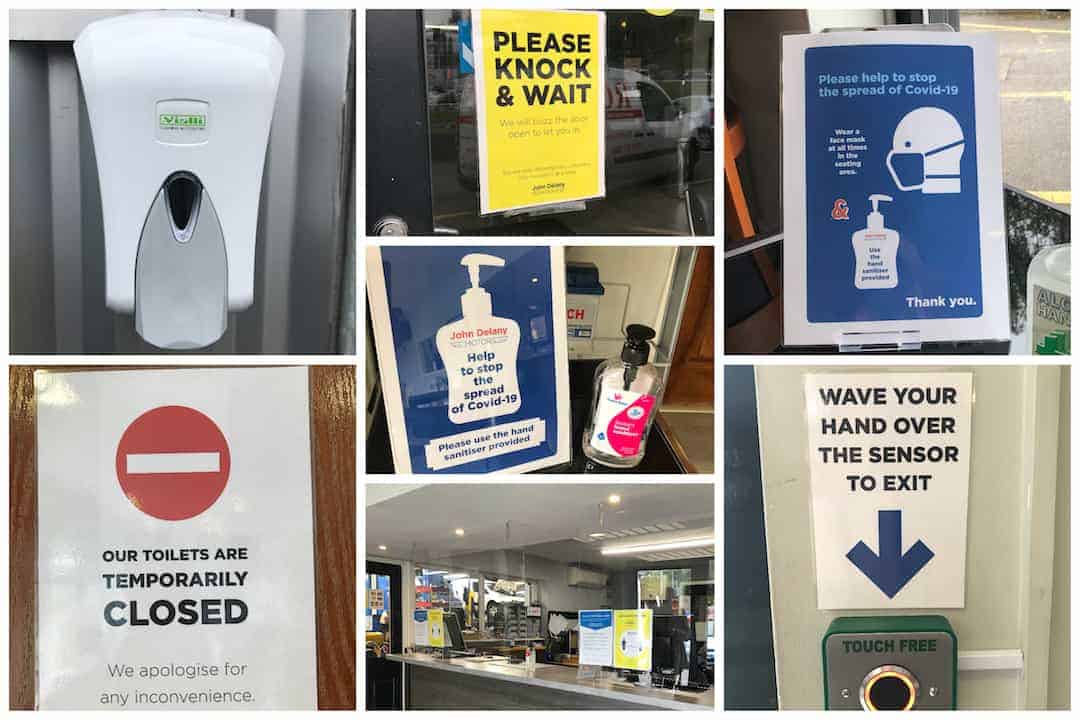 Vialli
PLEASE
KNOCK
& WAIT
We will buzz the door
open to let you in.
John Delany
Please help to stop
the spread of Covid-19
Wear a
face mask
at all times
in the
seating
area.
&
Use
the
hand
sanitiser
provided
Thank you.
John Delany
MOTORS
Help
to stop
the
spread
of Covid-19
Please use the hand
sanitiser provided
OUR TOILETS ARE
TEMPORARILY
CLOSED
We apologise for
any inconvenience.
WAVE YOUR
HAND OVER
THE SENSOR
TO EXIT
TOUCH FREE